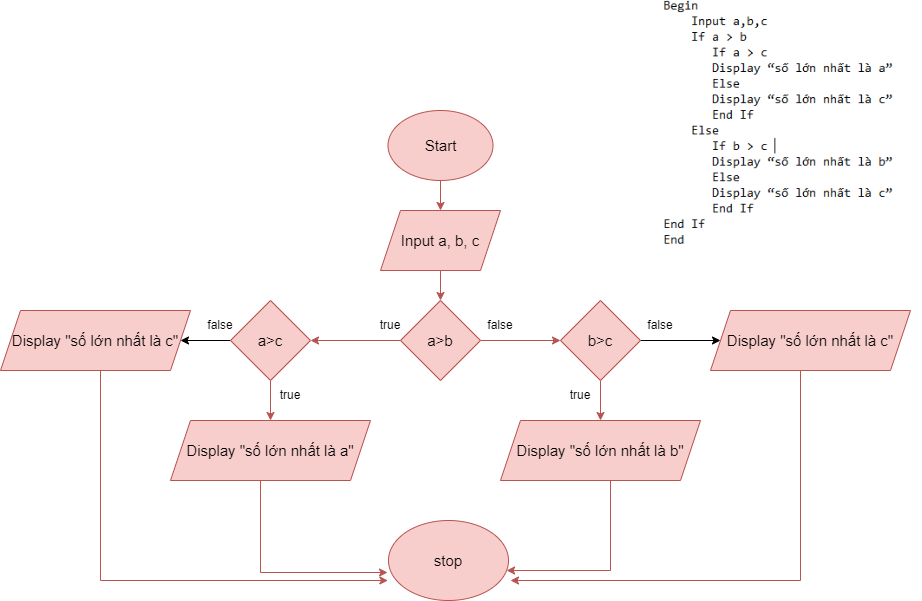 Begin
Input a,b,c
If a > b
If a > c
Display “số lớn nhất là a”
Else
Display “số lớn nhất là c”
End If
Else
If b > c
Display “số lớn nhất là b”
Else
Display “số lớn nhất là c”
End If
End If
End
Start
Input a, b, c
Display "số lớn nhất là c"
false
a>c
true
a>b
false
b>c
false
Display "số lớn nhất là c"
true
true
Display "số lớn nhất là a"
Display "số lớn nhất là b"
stop